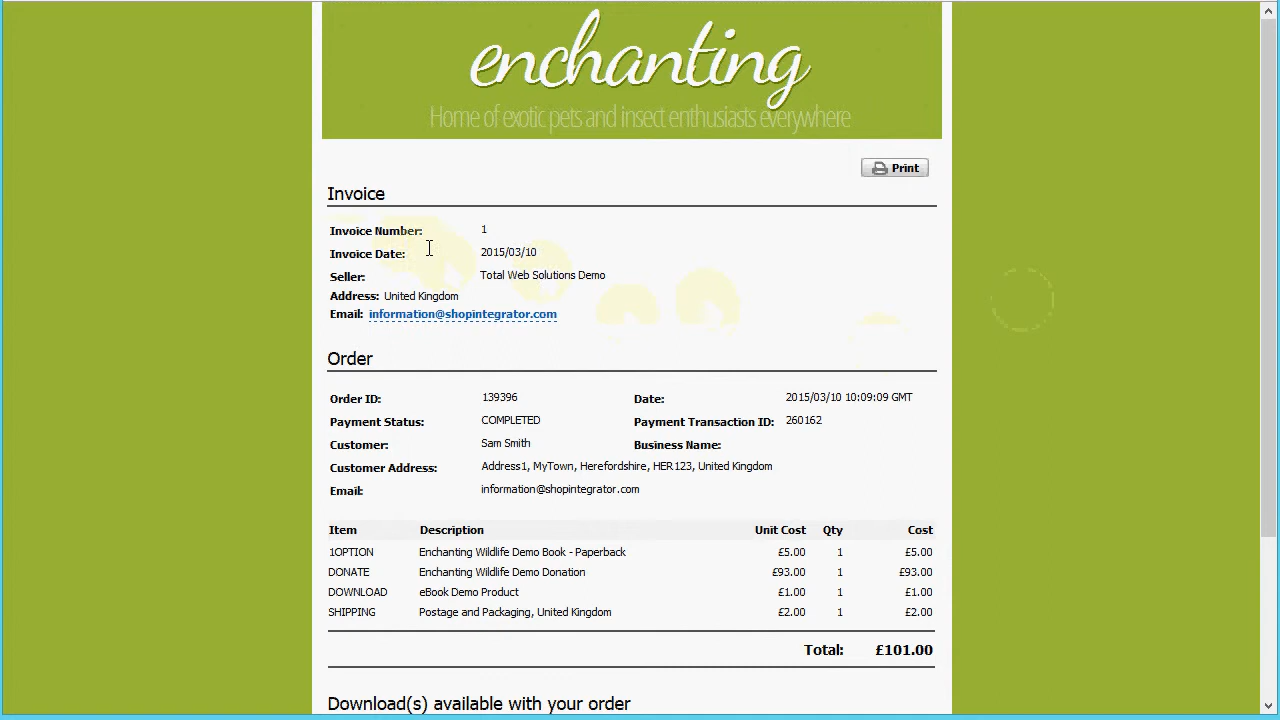 enchanting
Home of exotic pets and insect enthusiasts everywhere
Print
Invoice
Invoice Number: 1
Invoice Date: 2015/03/10
Seller: Total Web Solutions Demo
Address: United Kingdom
Email: information@shopintegrator.com
Order
Order ID: 139396 Date: 2015/03/10 10:09:09 GMT
Payment Status: COMPLETED Payment Transaction ID: 260162
Customer: Sam Smith Business Name:
Customer Address: Address1, MyTown, Herefordshire, HER123, United Kingdom
Email: information@shopintegrator.com
Item Description Unit Cost Qty Cost
1OPTION Enchanting Wildlife Demo Book - Paperback £5.00 1 £5.00
DONATE Enchanting Wildlife Demo Donation £93.00 1 £93.00
DOWNLOAD eBook Demo Product £1.00 1 £1.00
SHIPPING Postage and Packaging, United Kingdom £2.00 1 £2.00
Total: £101.00
Download(s) available with your order